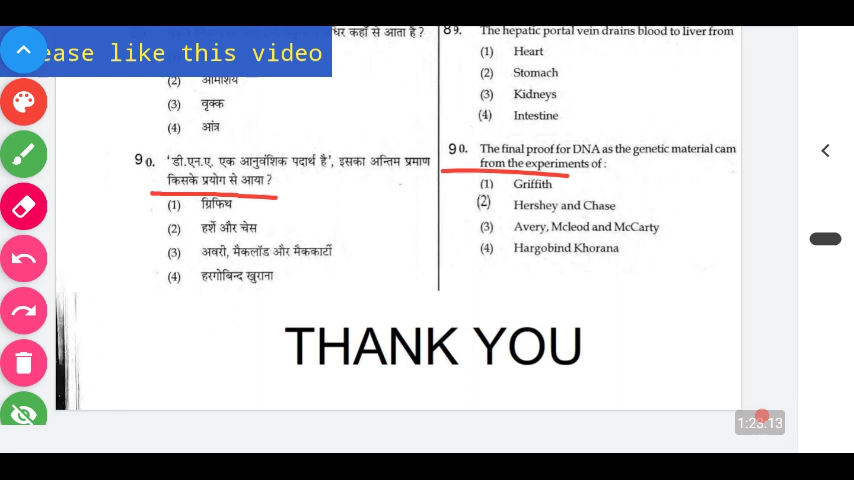 ease like this video
धर कहाँ से आता है ?
(2) आमाशय
(3) वृक्क
(4) आंत्र
90. 'डी.एन.ए. एक आनुवंशिक पदार्थ है', इसका अन्तिम प्रमाण
किसके प्रयोग से आया ?
(1) ग्रिफिथ
(2) हर्शे और चेस
(3) अवरी, मैकलॉड और मैककार्टी
(4) हरगोबिन्द खुराना
89. The hepatic portal vein drains blood to liver from
(1) Heart
(2) Stomach
(3) Kidneys
(4) Intestine
90. The final proof for DNA as the genetic material cam
from the experiments of :
(1) Griffith
(2) Hershey and Chase
(3) Avery, Mcleod and McCarty
(4) Hargobind Khorana
THANK YOU
1:23:13